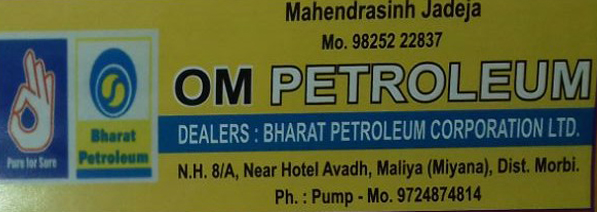 Mahendrasinh Jadeja
Mo. 98252 22837
OM PETROLEUM
DEALERS : BHARAT PETROLEUM CORPORATION LTD.
N.H. 8/A, Near Hotel Avadh, Maliya (Miyana), Dist. Morbi.
Ph. : Pump - Mo. 9724874814
Pure for Sure
Bharat
Petroleum